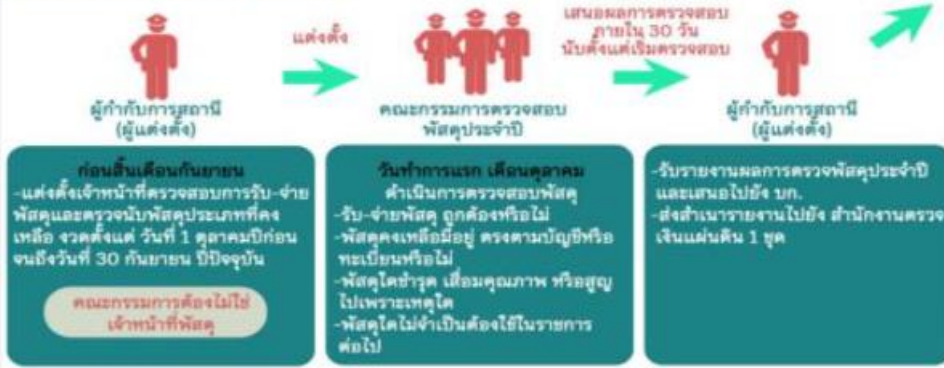 แต่งตั้ง
เสนอผลการตรวจสอบ
ภายใน 30 วัน
นับตั้งแต่เริ่มตรวจสอบ
ผู้กำกับการสถานี
(ผู้แต่งตั้ง)
คณะกรรมการตรวจสอบ
พัสดุประจำปี
ผู้กำกับการสถานี
(ผู้แต่งตั้ง)
ก่อนสิ้นเดือนกันยายน
-แต่งตั้งเจ้าหน้าที่ตรวจสอบการรับ-จ่าย
พัสดุและตรวจนับพัสดุประเภทที่คง
เหลือ งวดตั้งแต่ วันที่ 1 ตุลาคมปีก่อน
จนถึงวันที่ 30 กันยายน ปีปัจจุบัน
คณะกรรมการต้องไม่ใช่
เจ้าหน้าที่พัสดุ
วันทำการแรก เดือนตุลาคม
ดำเนินการตรวจสอบพัสดุ
-รับ-จ่ายพัสดุ ถูกต้องหรือไม่
-พัสดุคงเหลือมีอยู่ ตรงตามบัญชีหรือ
ทะเบียนหรือไม่
-พัสดุใดชำรุด เสื่อมคุณภาพ หรือสูญ
ไปเพราะเหตุใด
-พัสดุใดไม่จำเป็นต้องใช้ในราชการ
ต่อไป
-รับรายงานผลการตรวจพัสดุประจำปี
และเสนอไปยัง บก.
-ส่งสำเนารายงานไปยัง สำนักงานตรวจ
เงินแผ่นดิน 1 ชุด